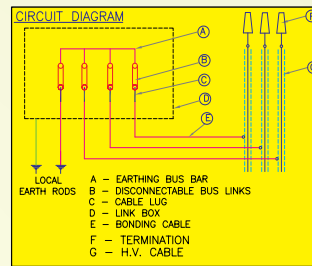 CIRCUIT DIAGRAM
A
F
B
C
G
D
E
LOCAL
EARTH RODS
A – EARTHING BUS BAR
B – DISCONNECTABLE BUS LINKS
C – CABLE LUG
D – LINK BOX
E – BONDING CABLE
F – TERMINATION
G – H.V. CABLE